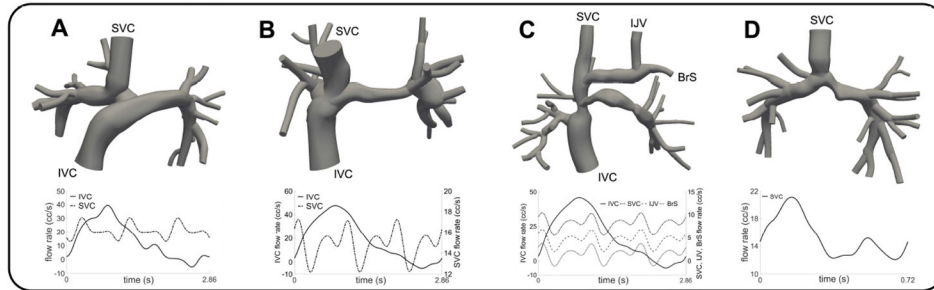 A
SVC
IVC
B
SVC
IVC
C
SVC
IJV
BrS
IVC
D
SVC
50
40
30
20
10
0
-10
flow rate (cc/s)
IVC
SVC
0
time (s)
2.86
60
40
20
0
-10
IVC flow rate (cc/s)
IVC
SVC
20
18
16
14
12
SVC flow rate (cc/s)
0
time (s)
2.86
50
25
0
-10
IVC flow rate (cc/s)
IVC
SVC
IJV
BrS
15
10
5
0
SVC, IJV, BrS flow rate (cc/s)
0
time (s)
2.86
22
18
14
10
flow rate (cc/s)
SVC
0
time (s)
0.72